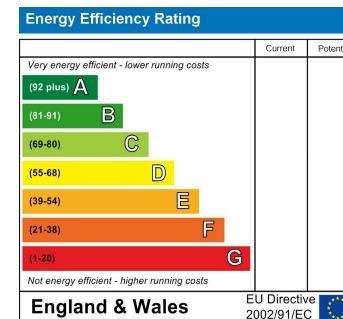 Energy Efficiency Rating
Current Potent
Very energy efficient - lower running costs
(92 plus) A
(81-91) B
(69-80) C
(55-68) D
(39-54) E
(21-38) F
(1-20) G
Not energy efficient - higher running costs
England & Wales
EU Directive
2002/91/EC